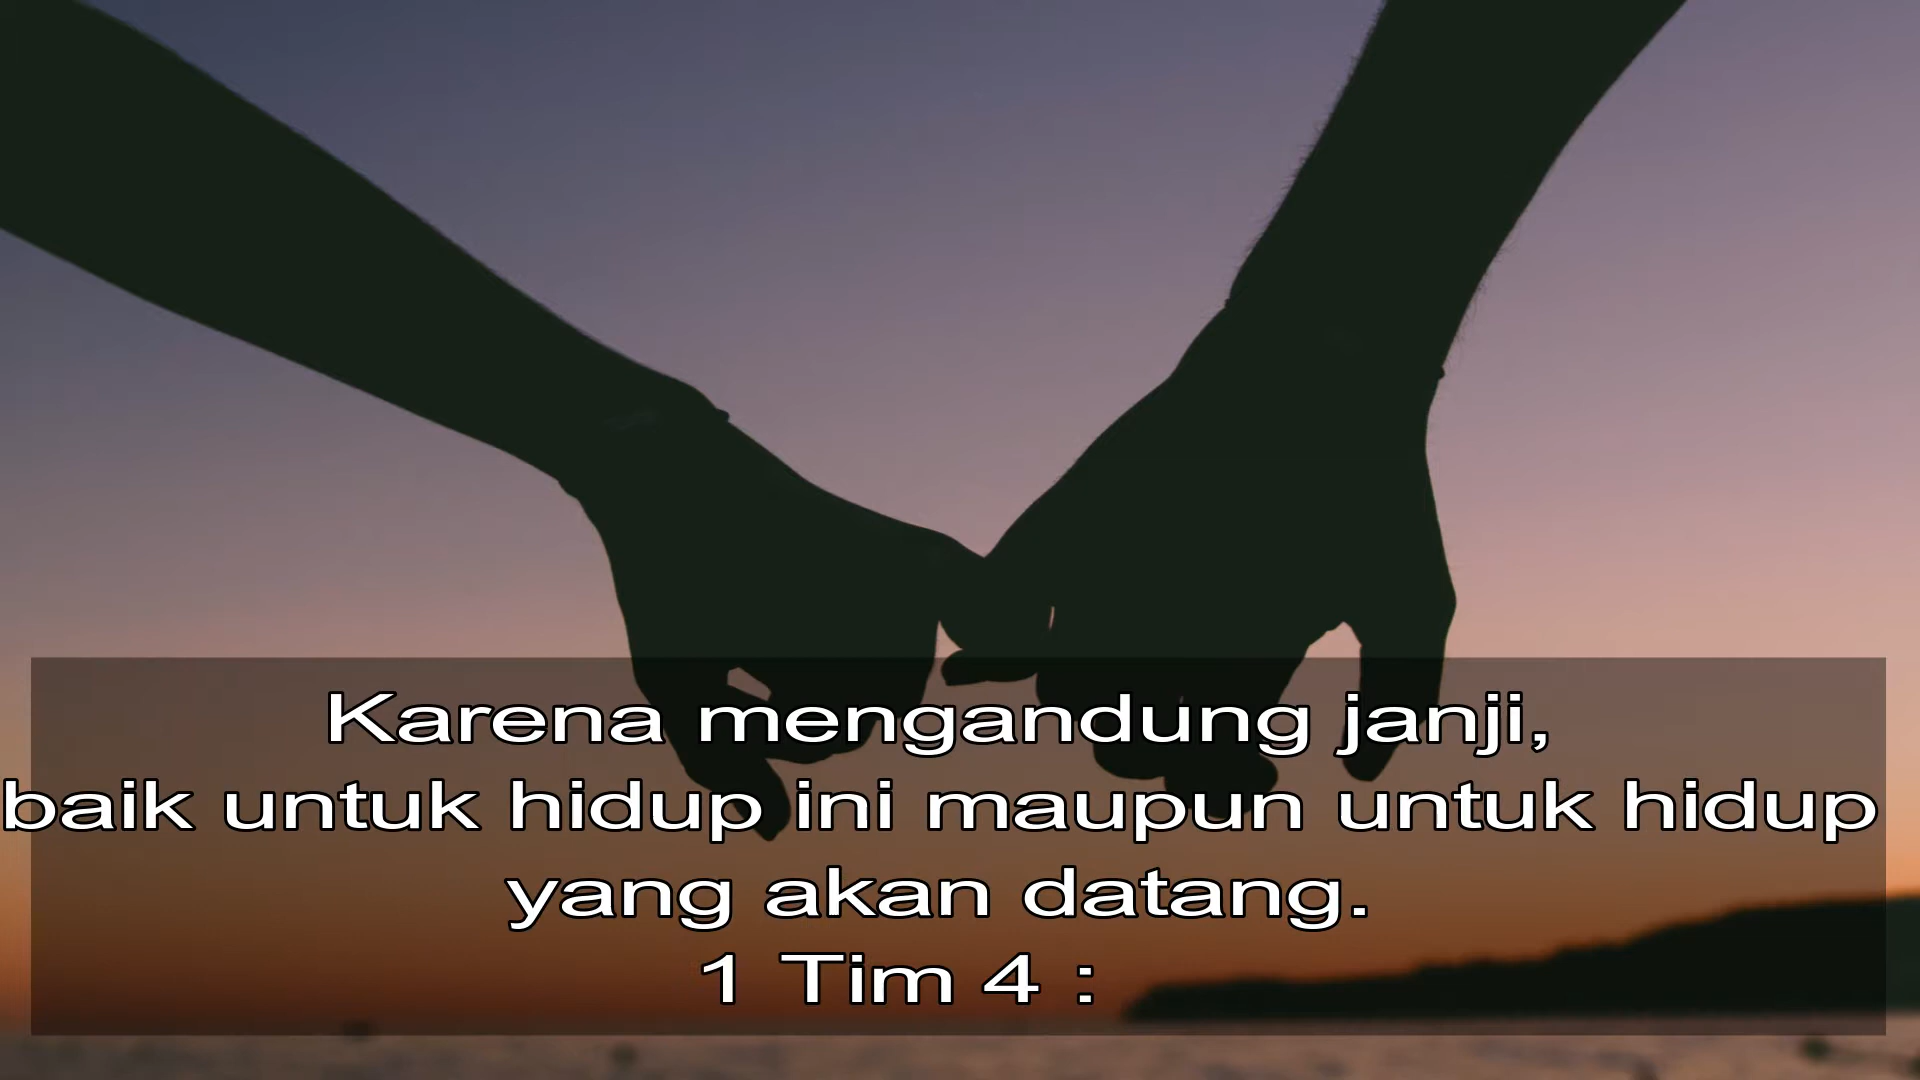 Karena mengandung janji,
baik untuk hidup ini maupun untuk hidup
yang akan datang.
1 Tim 4 :